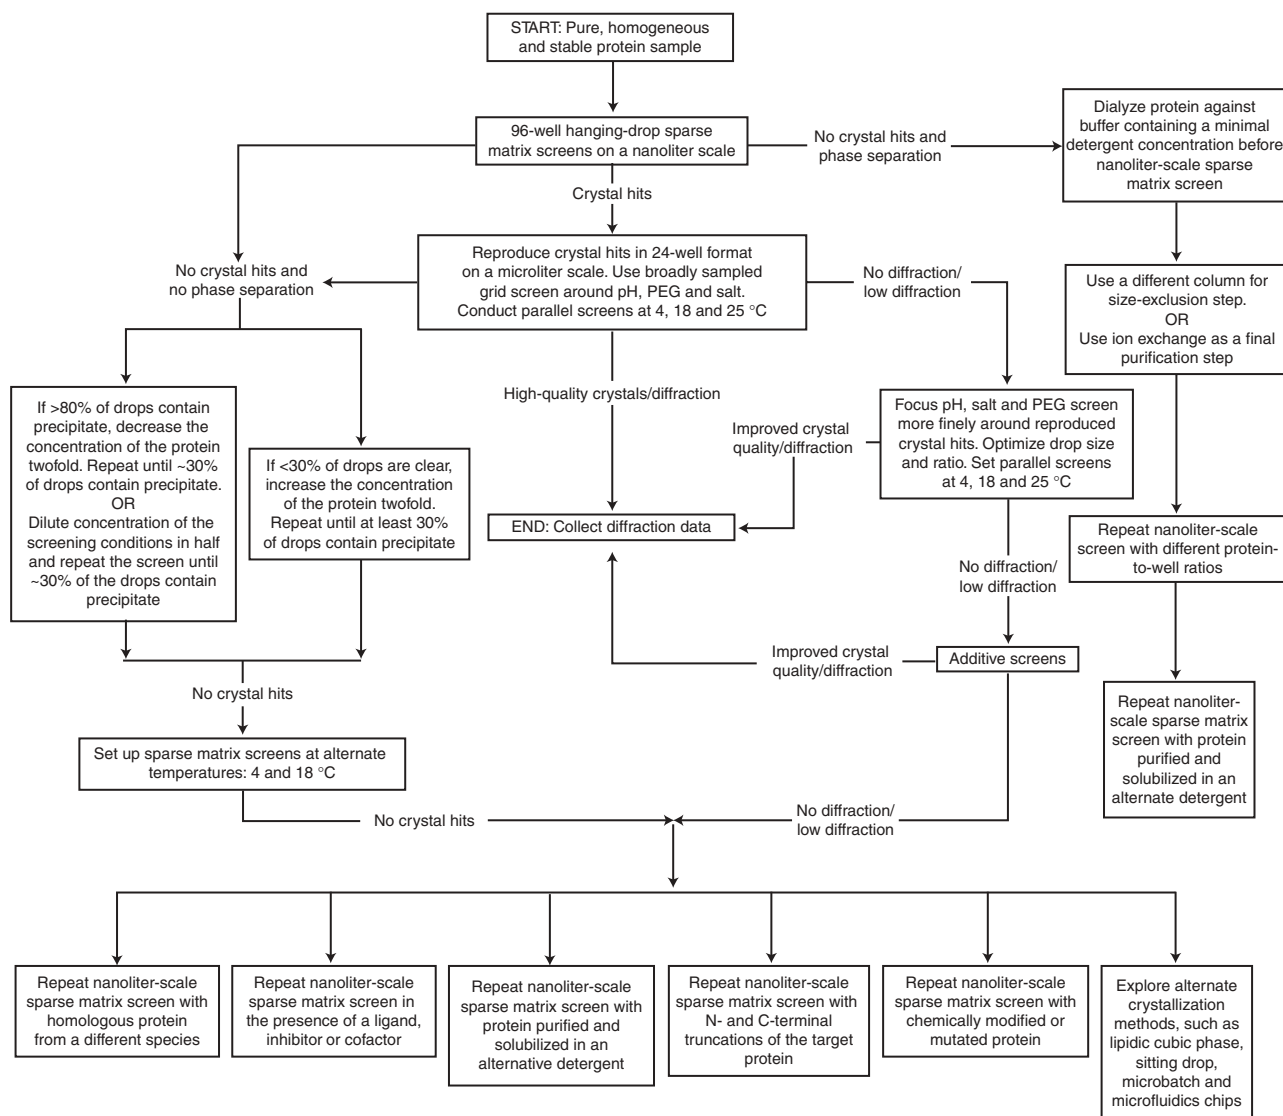 START: Pure, homogeneous
and stable protein sample
96-well hanging-drop sparse
matrix screens on a nanoliter scale
No crystal hits and
phase separation
Dialyze protein against
buffer containing a minimal
detergent concentration before
nanoliter-scale sparse
matrix screen
Crystal hits
No crystal hits and
no phase separation
Reproduce crystal hits in 24-well format
on a microliter scale. Use broadly sampled
grid screen around pH, PEG and salt.
Conduct parallel screens at 4, 18 and 25 °C
No diffraction/
low diffraction
Use a different column for
size-exclusion step.
OR
Use ion exchange as a final
purification step
If >80% of drops contain
precipitate, decrease the
concentration of the protein
twofold. Repeat until ~30%
of drops contain precipitate.
OR
Dilute concentration of the
screening conditions in half
and repeat the screen until
~30% of the drops contain
precipitate
If <30% of drops are clear,
increase the concentration
of the protein twofold.
Repeat until at least 30%
of drops contain precipitate
High-quality crystals/diffraction
Improved crystal
quality/diffraction
Focus pH, salt and PEG screen
more finely around reproduced
crystal hits. Optimize drop size
and ratio. Set parallel screens
at 4, 18 and 25 °C
END: Collect diffraction data
Repeat nanoliter-scale
screen with different protein-
to-well ratios
No diffraction/
low diffraction
Improved crystal
quality/diffraction
Additive screens
No crystal hits
Repeat nanoliter-
scale sparse matrix
screen with protein
purified and
solubilized in an
alternate detergent
Set up sparse matrix screens at alternate
temperatures: 4 and 18 °C
No crystal hits
No diffraction/
low diffraction
Repeat nanoliter-scale
sparse matrix screen with
homologous protein
from a different species
Repeat nanoliter-scale
sparse matrix screen in
the presence of a ligand,
inhibitor or cofactor
Repeat nanoliter-scale
sparse matrix screen with
protein purified and
solubilized in an
alternative detergent
Repeat nanoliter-scale
sparse matrix screen with
N- and C-terminal
truncations of the target
protein
Repeat nanoliter-scale
sparse matrix screen with
chemically modified or
mutated protein
Explore alternate
crystallization
methods, such as
lipidic cubic phase,
sitting drop,
microbatch and
microfluidics chips